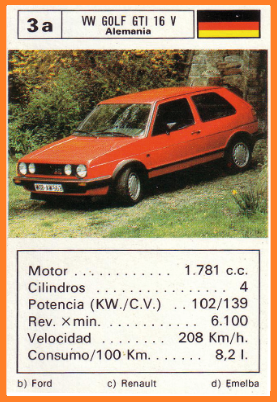 3a
VW GOLF GTI 16 V
Alemania
Motor ........... 1.781 c.c.
Cilindros ................ 4
Potencia (KW./C.V.) .. 102/139
Rev. × min. ........ 6.100
Velocidad ....... 208 Km/h.
Consumo/100 Km. ...... 8,2 l.
b) Ford c) Renault d) Emelba